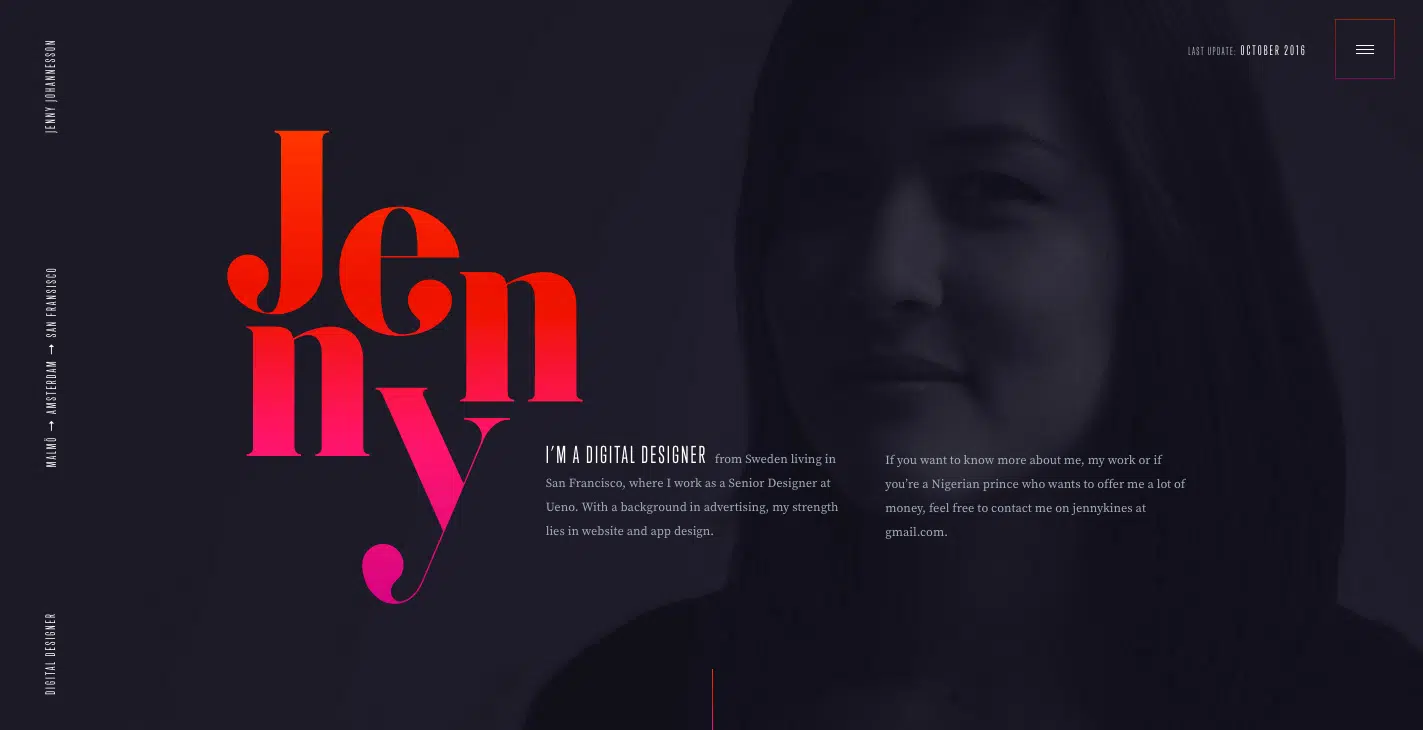 JENNY JOHANNESSON
MALMÖ → AMSTERDAM → SAN FRANSISCO
DIGITAL DESIGNER
LAST UPDATE: OCTOBER 2016
Jen
ny
I'M A DIGITAL DESIGNER from Sweden living in
San Francisco, where I work as a Senior Designer at
Ueno. With a background in advertising, my strength
lies in website and app design.
If you want to know more about me, my work or if
you're a Nigerian prince who wants to offer me a lot of
money, feel free to contact me on jennykines at
gmail.com.